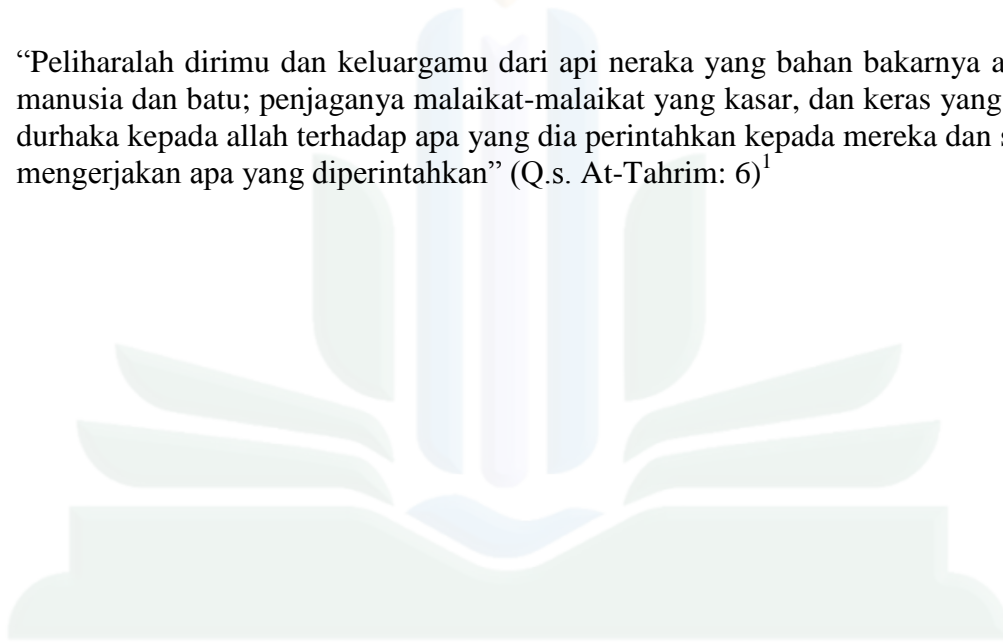 “Peliharalah dirimu dan keluargamu dari api neraka yang bahan bakarnya
manusia dan batu; penjaganya malaikat-malaikat yang kasar, dan keras yang
durhaka kepada allah terhadap apa yang dia perintahkan kepada mereka dan
mengerjakan apa yang diperintahkan” (Q.s. At-Tahrim: 6)¹